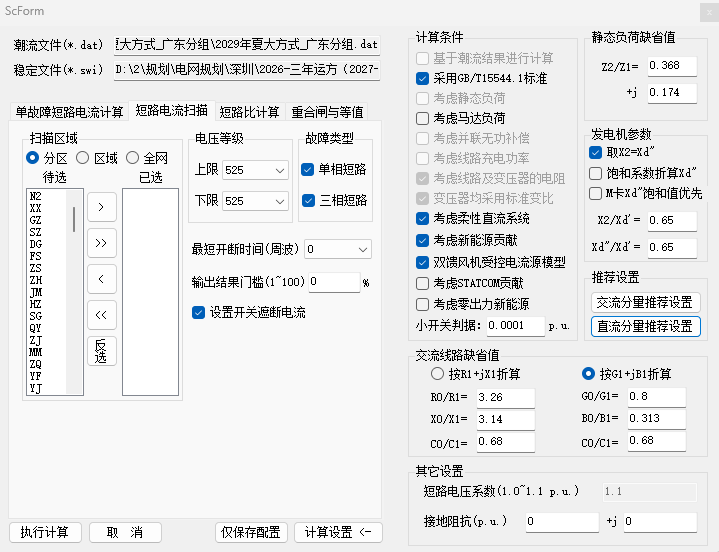 ScForm
潮流文件(*.dat) 夏大方式_广东分组\2029年夏大方式_广东分组.dat
稳定文件(*.swi) D:\2\规划\电网规划\深圳\2026-三年运方（2027-
单故障短路电流计算 短路电流扫描 短路比计算 重合闸与等值
扫描区域
分区 区域 全网
待选 已选
N2
XX
GZ
SZ
DG
FS
ZS
ZH
JM
HZ
SG
QY
ZJ
MM
ZQ
YF
YJ
>
>>
<
<<
反选
电压等级
上限 525
下限 525
故障类型
单相短路
三相短路
最短开断时间(周波) 0
输出结果门槛(1~100) 0 %
设置开关遮断电流
执行计算 取 消 仅保存配置 计算设置 <-
计算条件
基于潮流结果进行计算
采用GB/T15544.1标准
考虑静态负荷
考虑马达负荷
考虑并联无功补偿
考虑线路充电功率
考虑线路及变压器的电阻
变压器均采用标准变比
考虑柔性直流系统
考虑新能源贡献
双馈风机受控电流源模型
考虑STATCOM贡献
考虑零出力新能源
小开关判据: 0.0001 p.u.
静态负荷缺省值
Z2/Z1= 0.368
+j 0.174
发电机参数
取X2=Xd"
饱和系数折算Xd"
M卡Xd"饱和值优先
X2/Xd'= 0.65
Xd"/Xd'= 0.65
推荐设置
交流分量推荐设置
直流分量推荐设置
交流线路缺省值
按R1+jX1折算 按G1+jB1折算
R0/R1= 3.26 G0/G1= 0.8
X0/X1= 3.14 B0/B1= 0.313
C0/C1= 0.68 C0/C1= 0.68
其它设置
短路电压系数(1.0~1.1 p.u.) 1.1
接地阻抗(p.u.) 0 +j 0